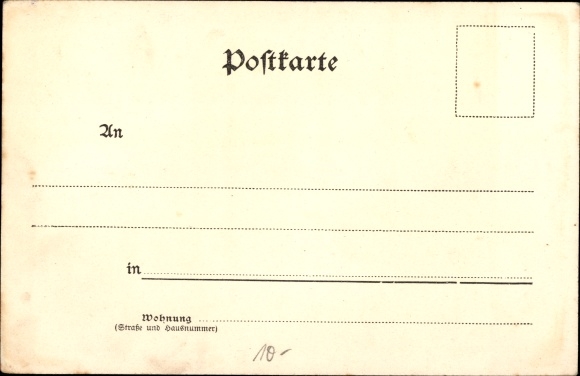 Poſtkarte
An
in
Wohnung
(Straße und Hausnummer)
10-